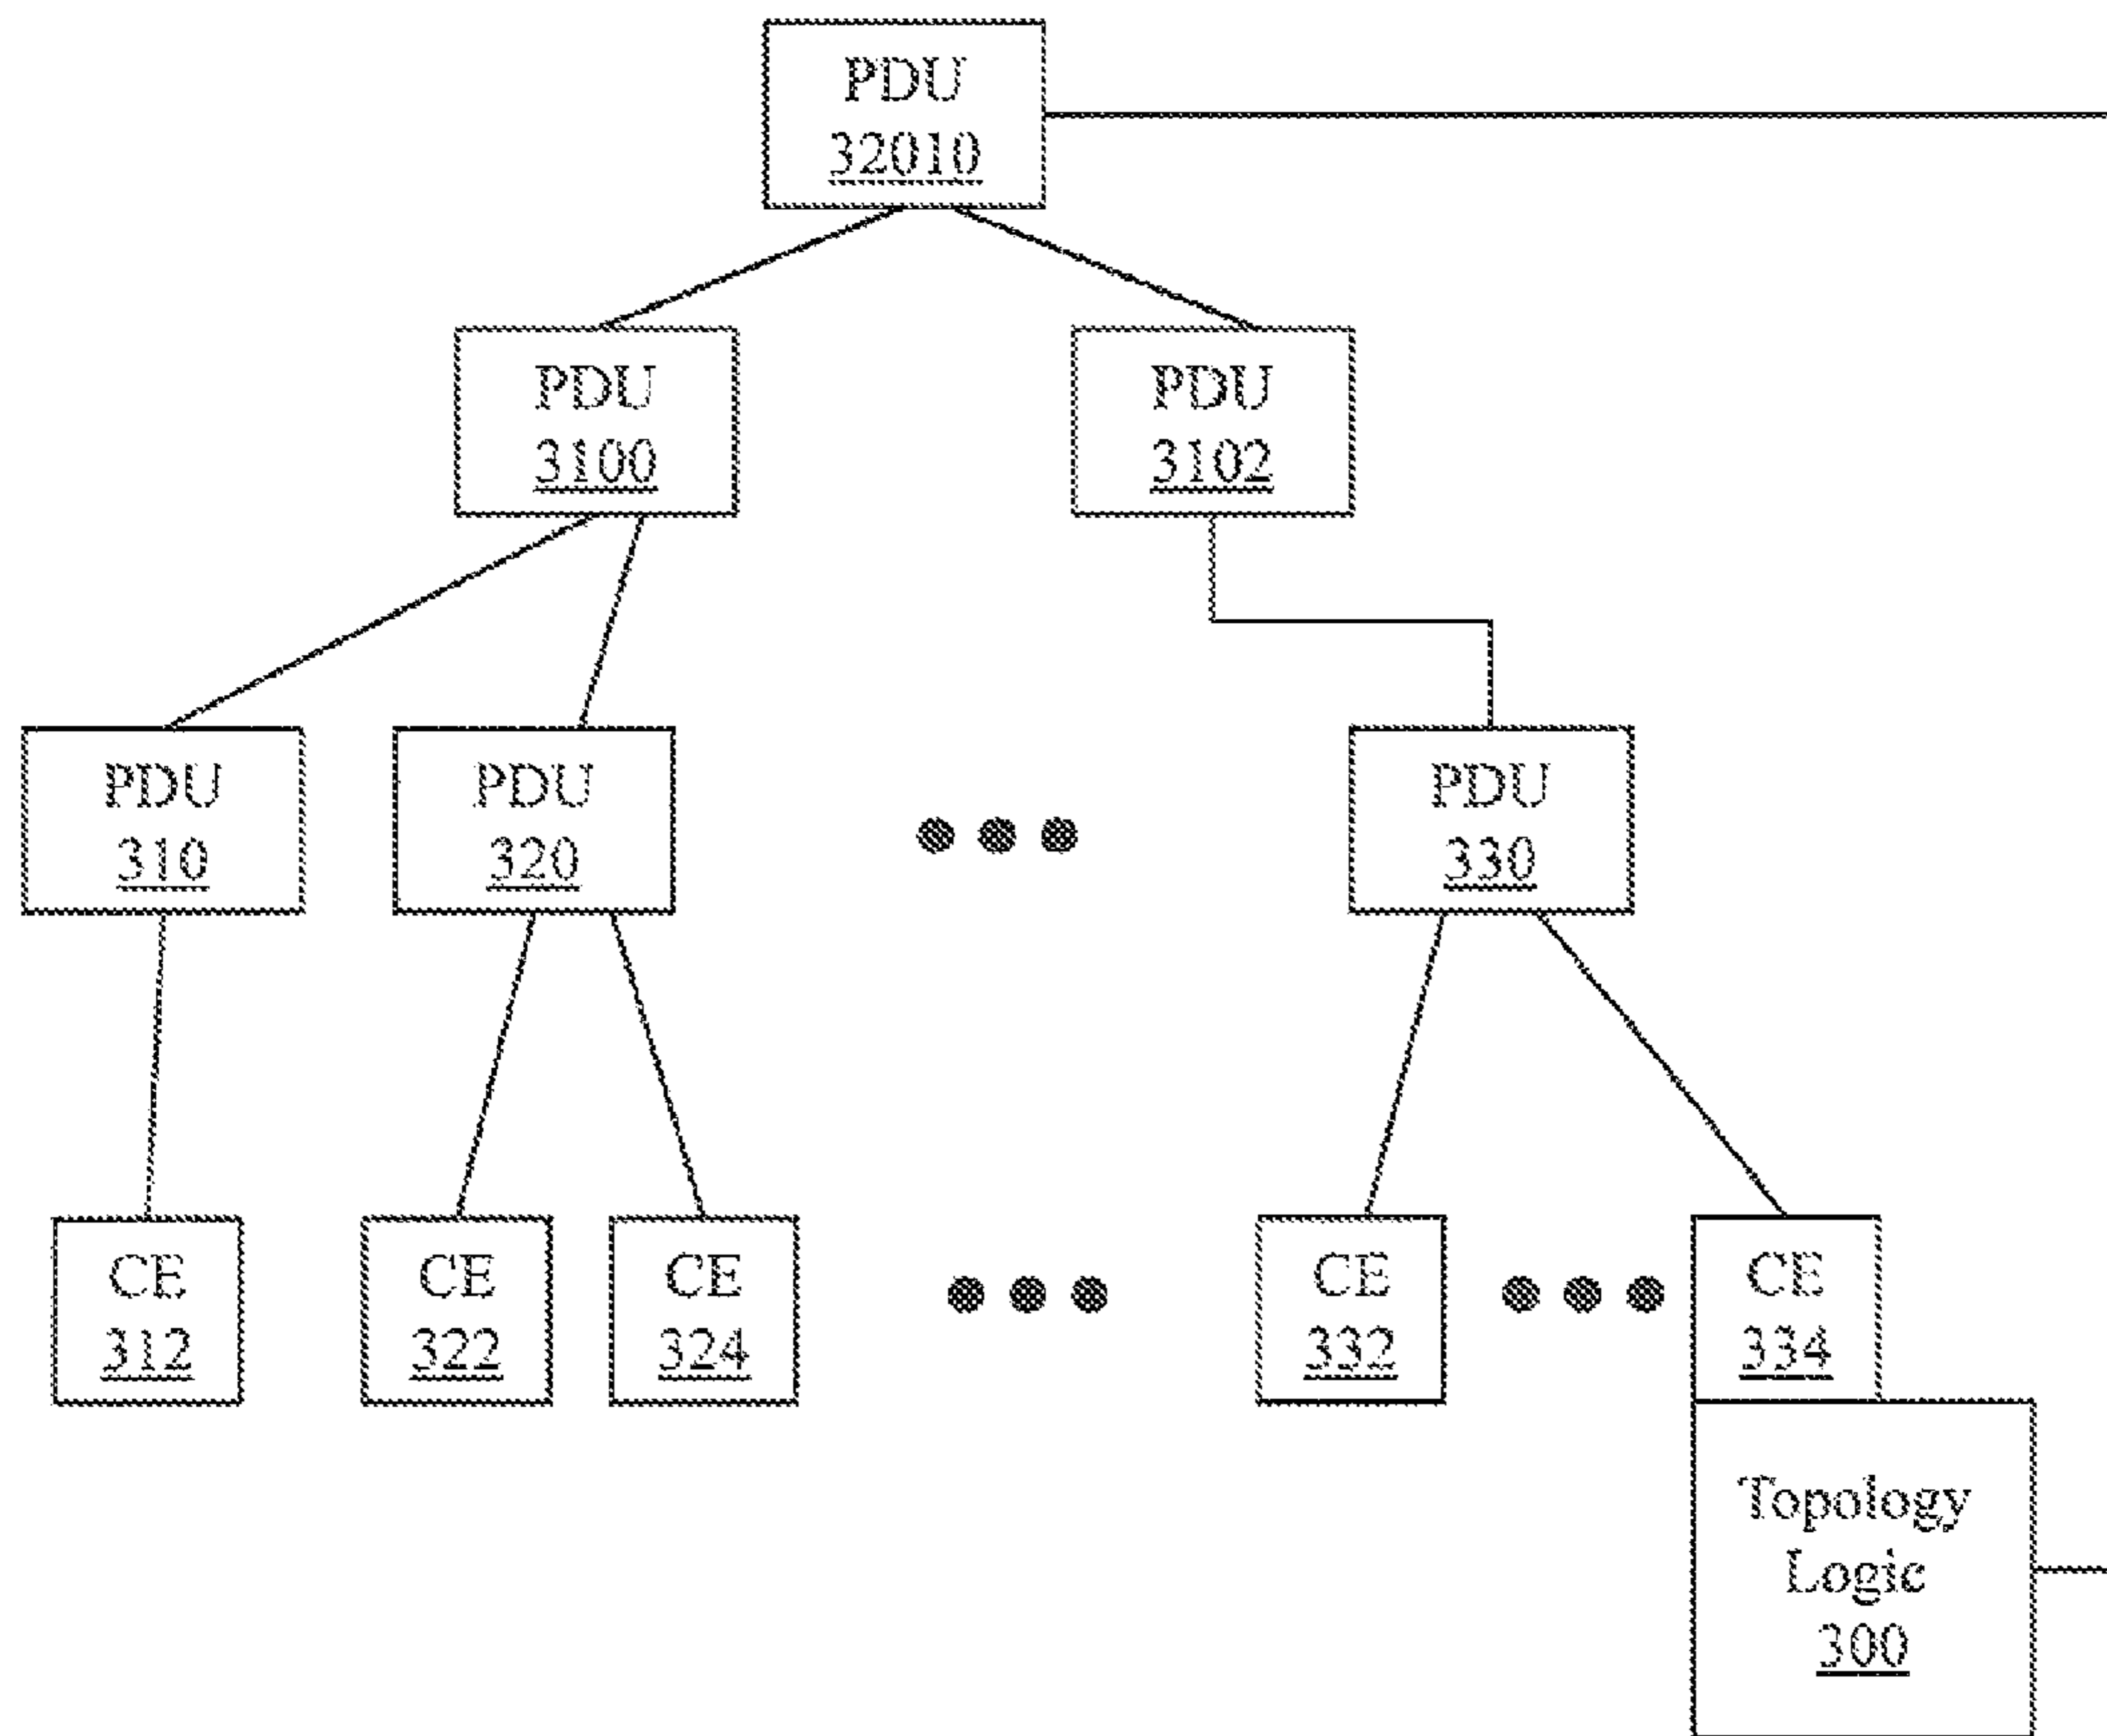 PDU
32010
PDU
3100
PDU
3102
PDU
310
PDU
320
PDU
330
CE
312
CE
322
CE
324
CE
332
CE
334
Topology
Logic
300